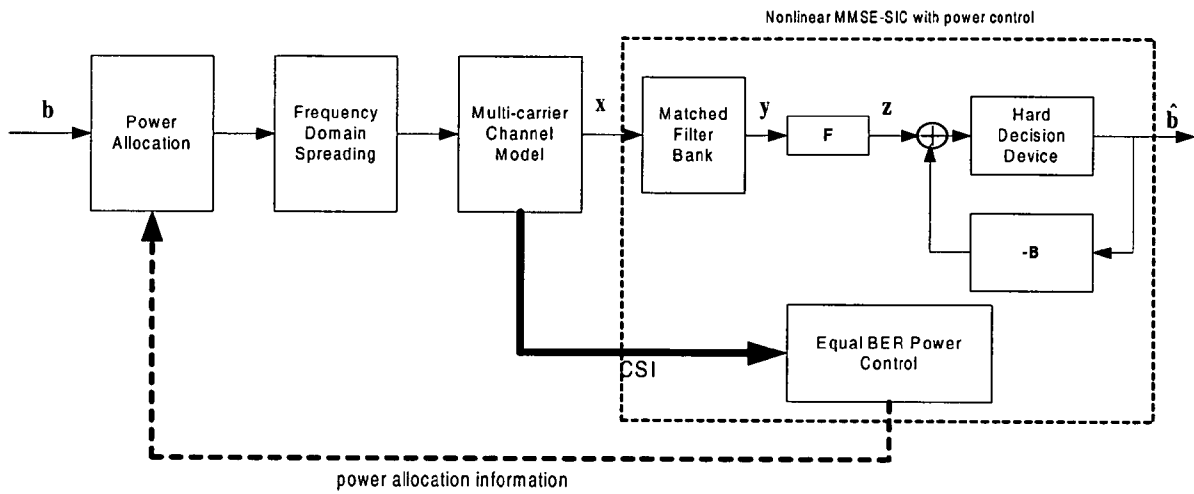 Nonlinear MMSE-SIC with power control
b
Power
Allocation
Frequency
Domain
Spreading
Multi-carrier
Channel
Model
x
Matched
Filter
Bank
y
F
z
Hard
Decision
Device
b̂
-B
Equal BER Power
Control
CSI
power allocation information